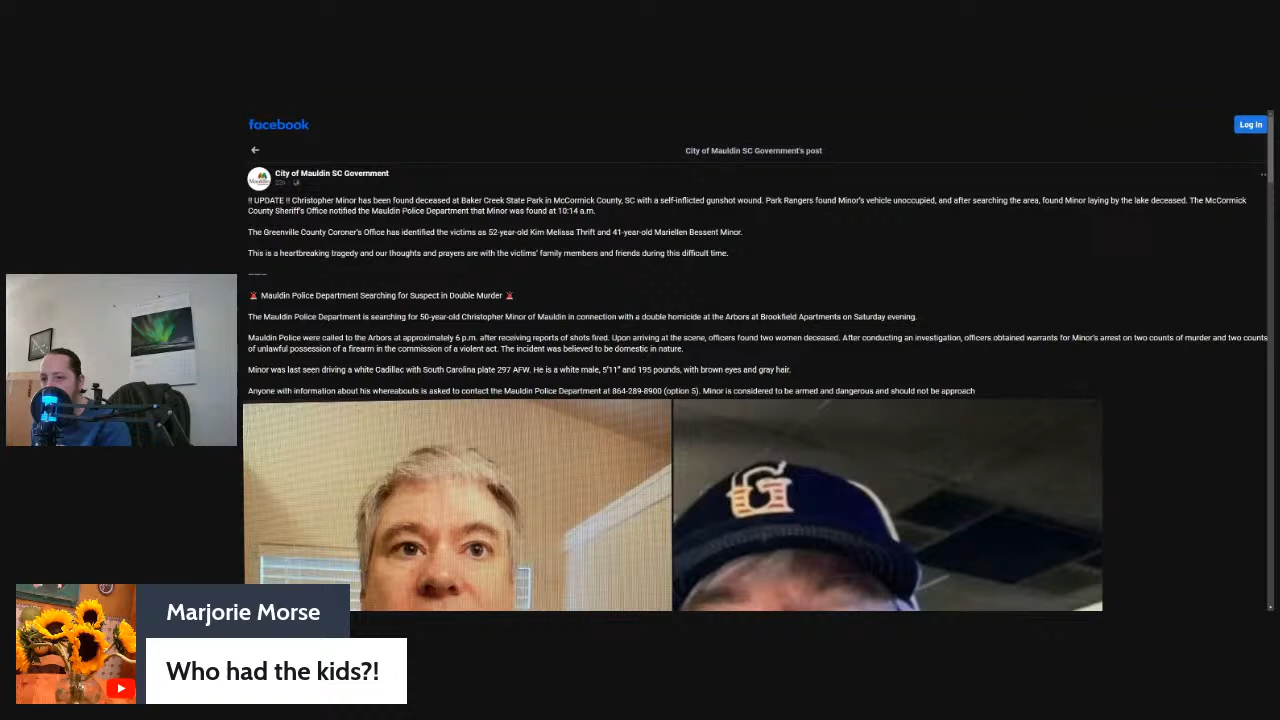 facebook
Log In
City of Mauldin SC Government's post
City of Mauldin SC Government
22h
!! UPDATE !! Christopher Minor has been found deceased at Baker Creek State Park in McCormick County, SC with a self-inflicted gunshot wound. Park Rangers found Minor's vehicle unoccupied, and after searching the area, found Minor laying by the lake deceased. The McCormick
County Sheriff's Office notified the Mauldin Police Department that Minor was found at 10:14 a.m.
The Greenville County Coroner's Office has identified the victims as 52-year-old Kim Melissa Thrift and 41-year-old Mariellen Bessent Minor.
This is a heartbreaking tragedy and our thoughts and prayers are with the victims' family members and friends during this difficult time.
Mauldin Police Department Searching for Suspect in Double Murder
The Mauldin Police Department is searching for 50-year-old Christopher Minor of Mauldin in connection with a double homicide at the Arbors at Brookfield Apartments on Saturday evening.
Mauldin Police were called to the Arbors at approximately 6 p.m. after receiving reports of shots fired. Upon arriving at the scene, officers found two women deceased. After conducting an investigation, officers obtained warrants for Minor's arrest on two counts of murder and two counts
of unlawful possession of a firearm in the commission of a violent act. The incident was believed to be domestic in nature.
Minor was last seen driving a white Cadillac with South Carolina plate 297 AFW. He is a white male, 5'11" and 195 pounds, with brown eyes and gray hair.
Anyone with information about his whereabouts is asked to contact the Mauldin Police Department at 864-289-8900 (option 5). Minor is considered to be armed and dangerous and should not be approach
G
Marjorie Morse
Who had the kids?!